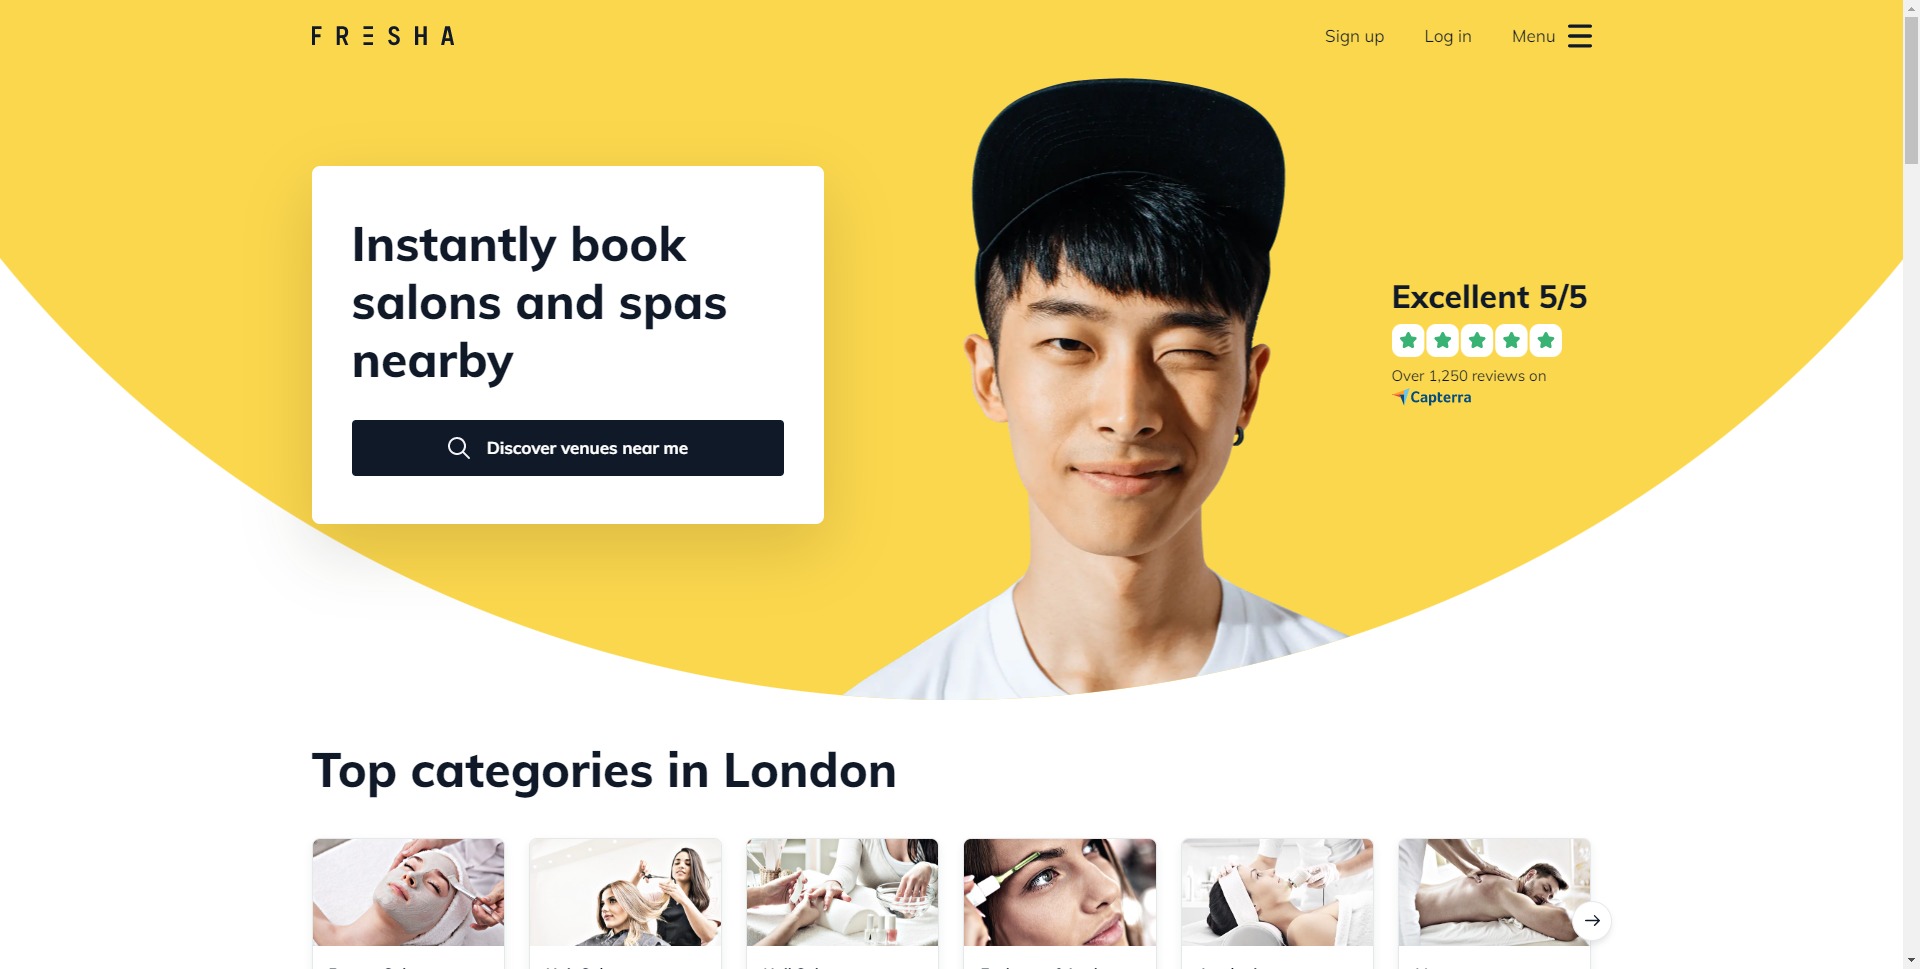 FRESHA
Sign up
Log in
Menu
Instantly book
salons and spas
nearby
Discover venues near me
Excellent 5/5
Over 1,250 reviews on
Capterra
Top categories in London